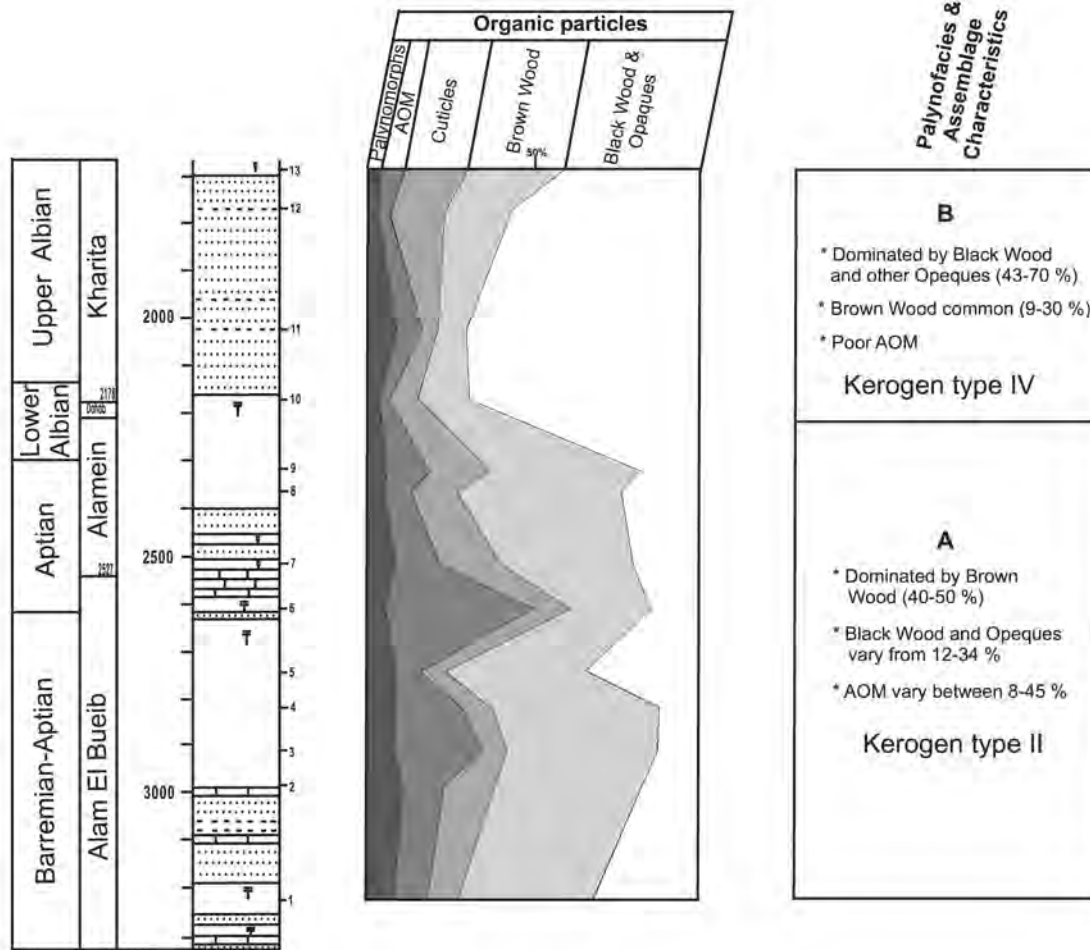 Organic particles
Palynomorphs
AOM
Cuticles
Brown Wood
Black Wood &
Opaques
50%
Palynofacies &
Assemblage
Characteristics
Upper Albian
Lower
Albian
Aptian
Barremian-Aptian
Kharita
2178
Alamein
2527
Alam El Bueib
2000
2500
3000
13
12
11
10
9
8
7
6
5
4
3
2
1
B
* Dominated by Black Wood
and other Opeques (43-70 %)
* Brown Wood common (9-30 %)
* Poor AOM
Kerogen type IV
A
* Dominated by Brown
Wood (40-50 %)
* Black Wood and Opeques
vary from 12-34 %
* AOM vary between 8-45 %
Kerogen type II